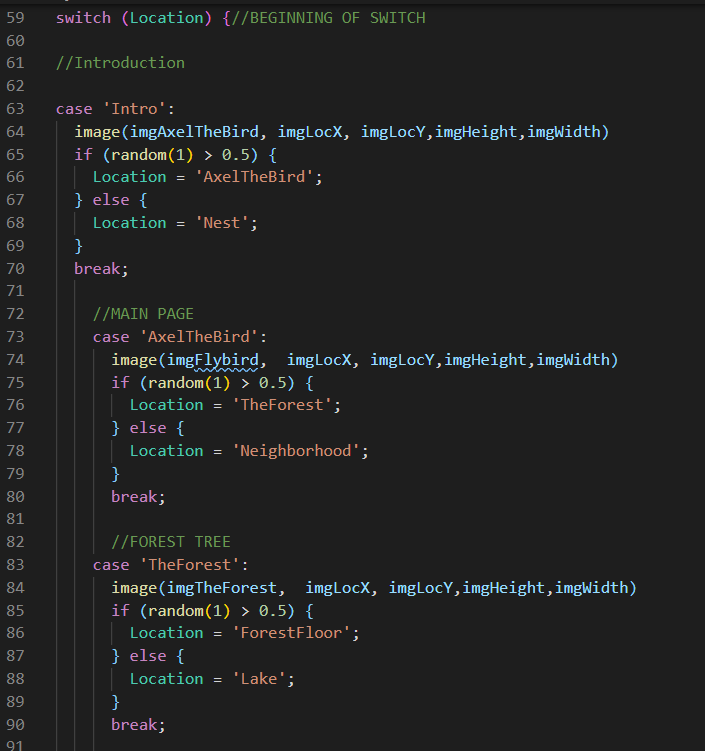 59 switch (Location) {//BEGINNING OF SWITCH
60
61 //Introduction
62
63 case 'Intro':
64 image(imgAxelTheBird, imgLocX, imgLocY,imgHeight,imgWidth)
65 if (random(1) > 0.5) {
66 Location = 'AxelTheBird';
67 } else {
68 Location = 'Nest';
69 }
70 break;
71
72 //MAIN PAGE
73 case 'AxelTheBird':
74 image(imgFlybird,  imgLocX, imgLocY,imgHeight,imgWidth)
75 if (random(1) > 0.5) {
76 Location = 'TheForest';
77 } else {
78 Location = 'Neighborhood';
79 }
80 break;
81
82 //FOREST TREE
83 case 'TheForest':
84 image(imgTheForest,  imgLocX, imgLocY,imgHeight,imgWidth)
85 if (random(1) > 0.5) {
86 Location = 'ForestFloor';
87 } else {
88 Location = 'Lake';
89 }
90 break;
91